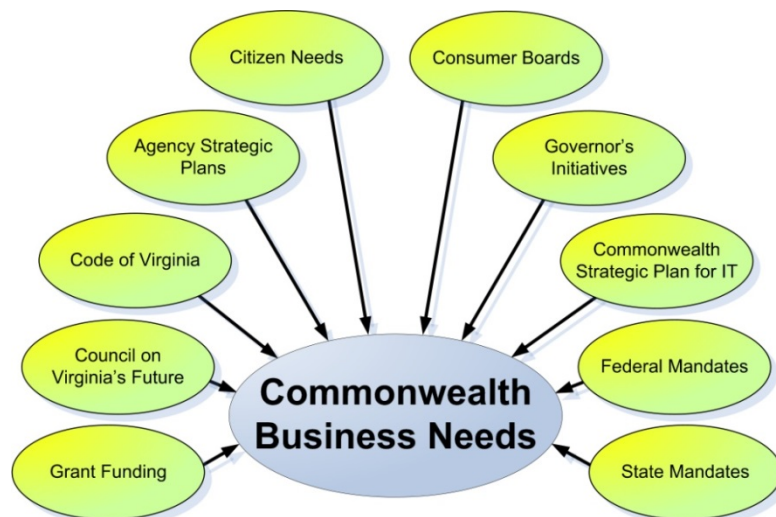 Citizen Needs
Consumer Boards
Agency Strategic
Plans
Governor's
Initiatives
Code of Virginia
Commonwealth
Strategic Plan for IT
Council on
Virginia's Future
Federal Mandates
Grant Funding
State Mandates
Commonwealth
Business Needs